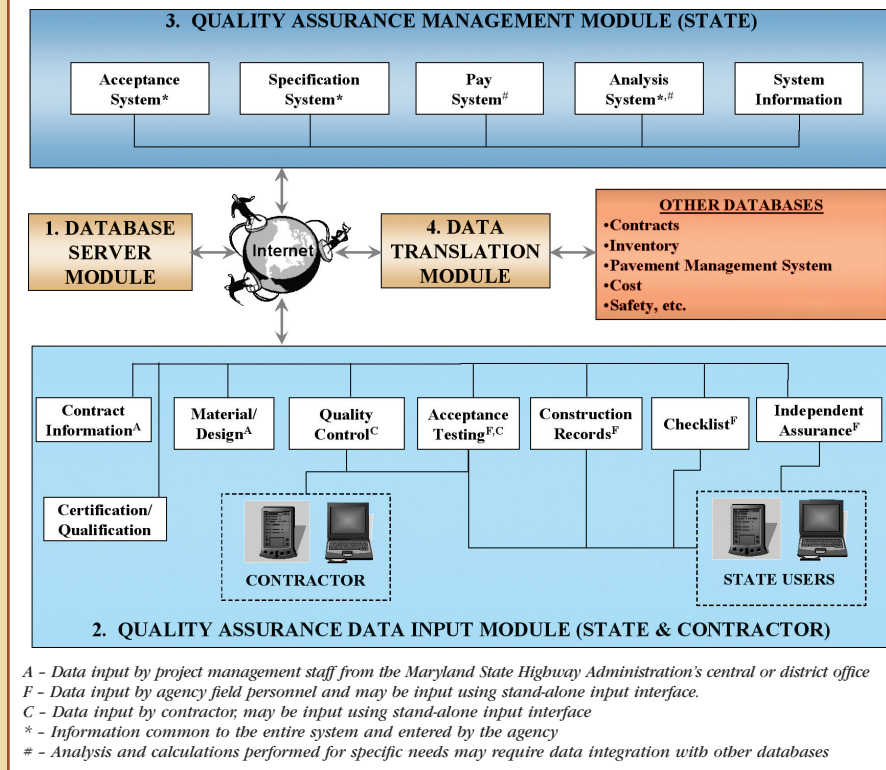 3. QUALITY ASSURANCE MANAGEMENT MODULE (STATE)
Acceptance
System*
Specification
System*
Pay
System#
Analysis
System*,#
System
Information
1. DATABASE
SERVER
MODULE
Internet
4. DATA
TRANSLATION
MODULE
OTHER DATABASES
•Contracts
•Inventory
•Pavement Management System
•Cost
•Safety, etc.
Contract
InformationA
Material/
DesignA
Quality
ControlC
Acceptance
TestingF,C
Construction
RecordsF
ChecklistF
Independent
AssuranceF
Certification/
Qualification
CONTRACTOR
STATE USERS
2. QUALITY ASSURANCE DATA INPUT MODULE (STATE & CONTRACTOR)
A – Data input by project management staff from the Maryland State Highway Administration's central or district office
F – Data input by agency field personnel and may be input using stand-alone input interface.
C – Data input by contractor, may be input using stand-alone input interface
* – Information common to the entire system and entered by the agency
# – Analysis and calculations performed for specific needs may require data integration with other databases